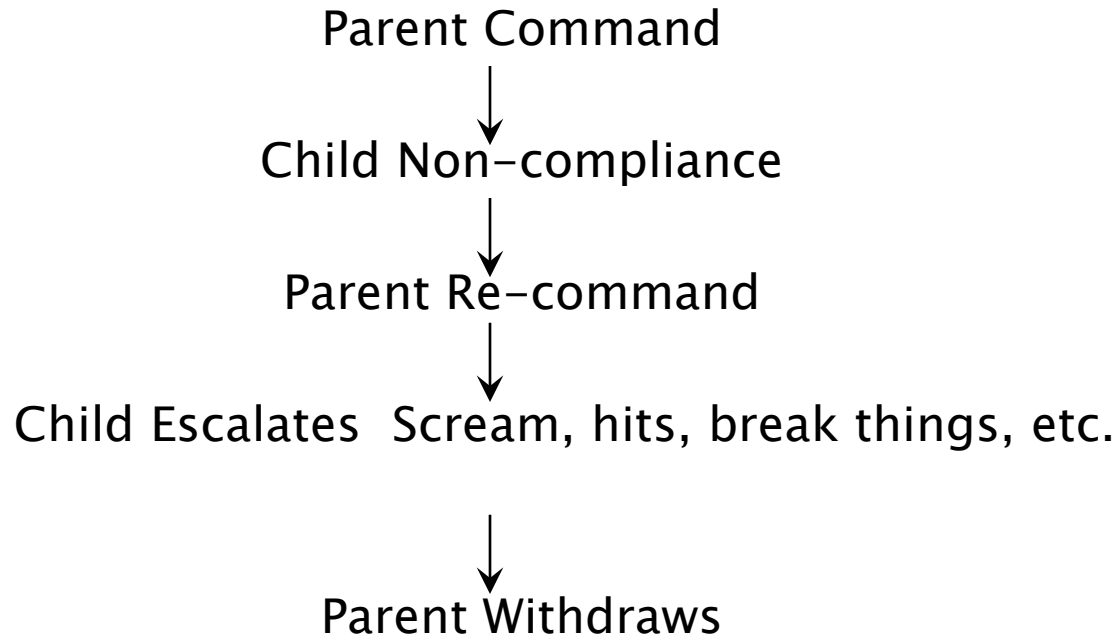 Parent Command
Child Non-compliance
Parent Re-command
Child Escalates  Scream, hits, break things, etc.
Parent Withdraws